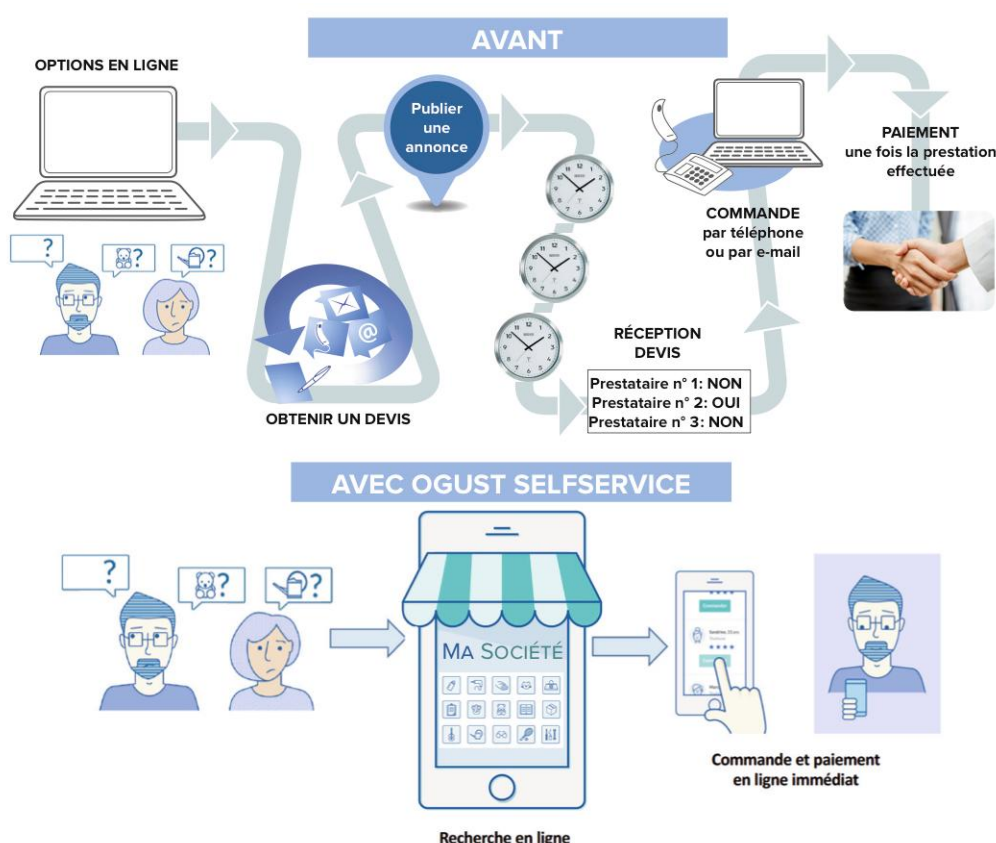 AVANT
OPTIONS EN LIGNE
?
?
?
Publier
une
annonce
@
OBTENIR UN DEVIS
RÉCEPTION
DEVIS
Prestataire n° 1: NON
Prestataire n° 2: OUI
Prestataire n° 3: NON
COMMANDE
par téléphone
ou par e-mail
PAIEMENT
une fois la prestation
effectuée
AVEC OGUST SELFSERVICE
?
?
?
MA SOCIÉTÉ
Recherche en ligne
Commande et paiement
en ligne immédiat